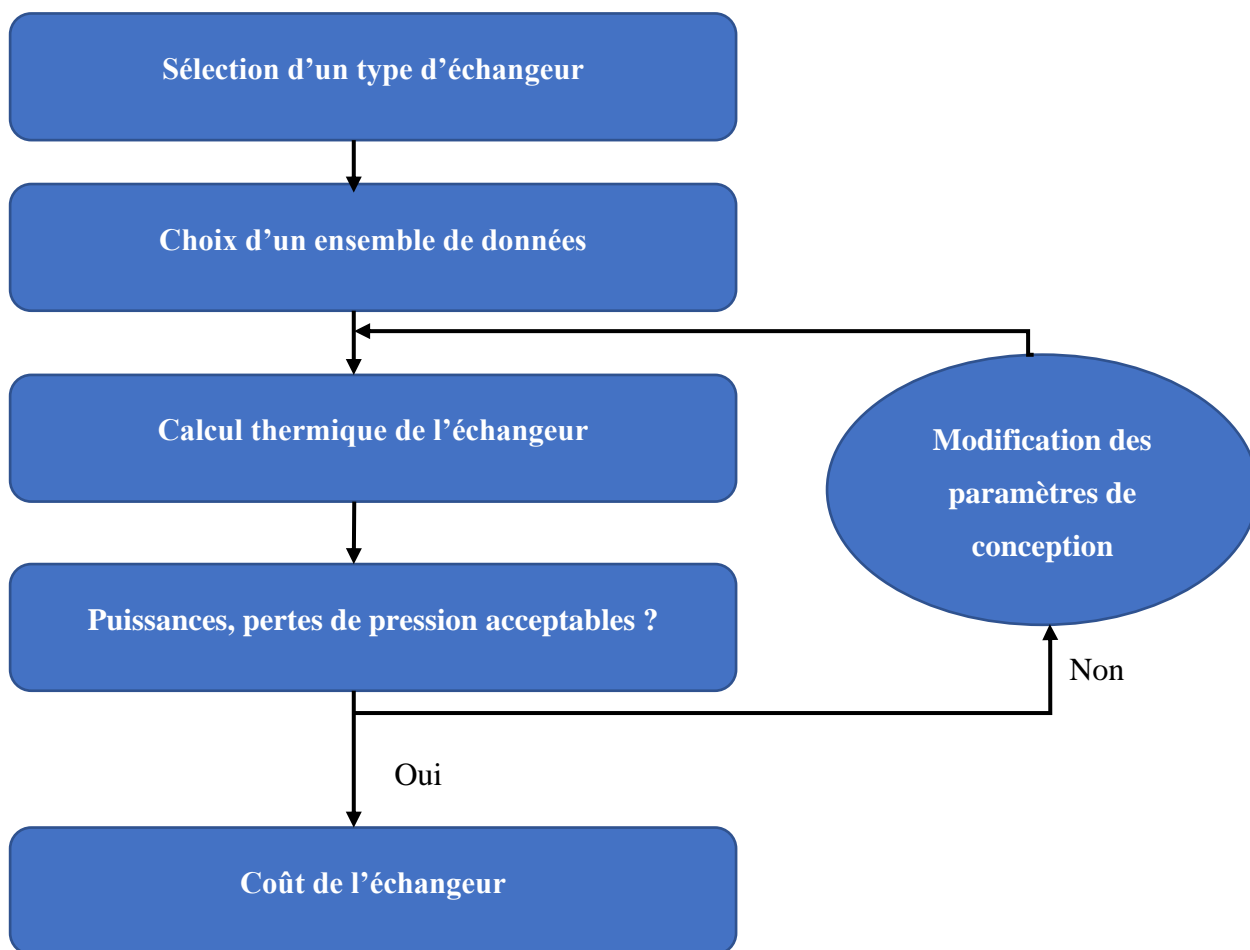 Sélection d’un type d’échangeur
Choix d’un ensemble de données
Calcul thermique de l’échangeur
Modification des
paramètres de
conception
Puissances, pertes de pression acceptables ?
Non
Oui
Coût de l’échangeur